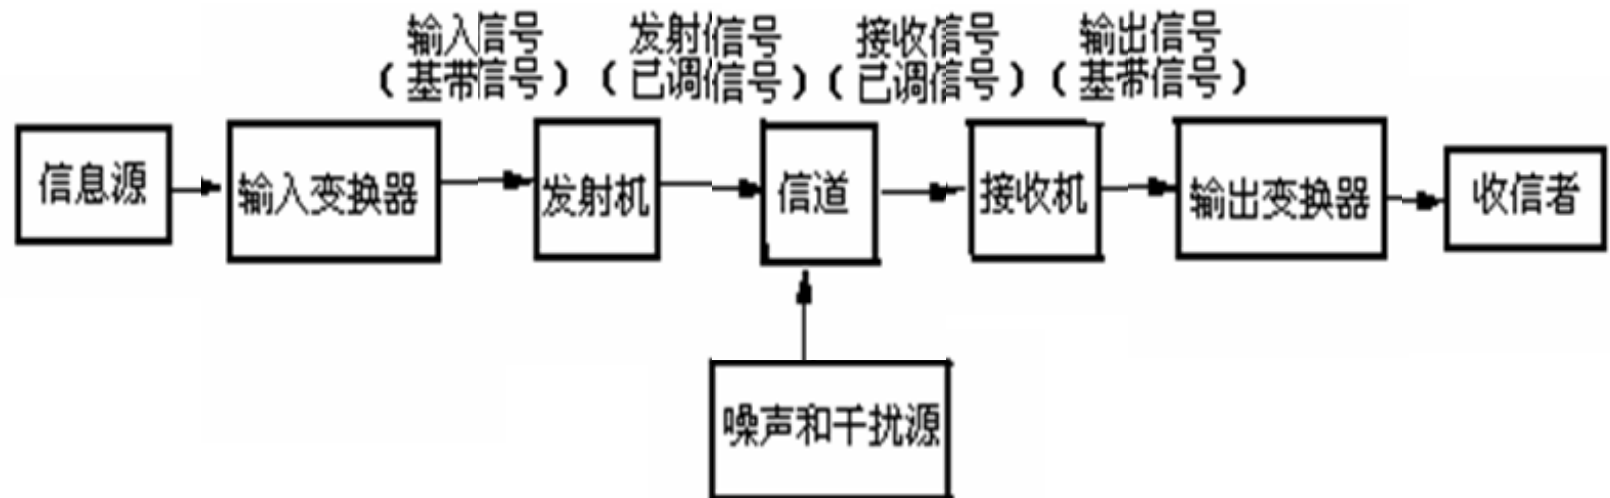 输入信号 发射信号 接收信号 输出信号
(基带信号) (已调信号) (已调信号) (基带信号)
信息源 输入变换器 发射机 信道 接收机 输出变换器 收信者
噪声和干扰源